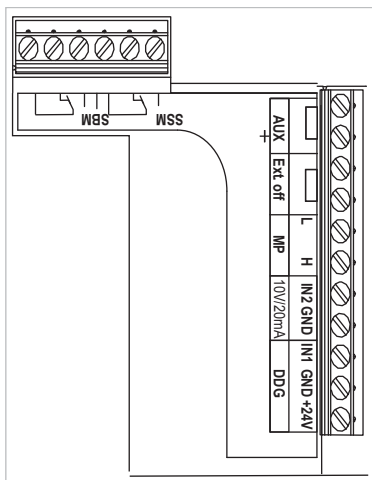 SBM SSM
AUX +
Ext off
L
MP
H
10V/20mA
IN2 GND
DDG
IN1 GND +24V